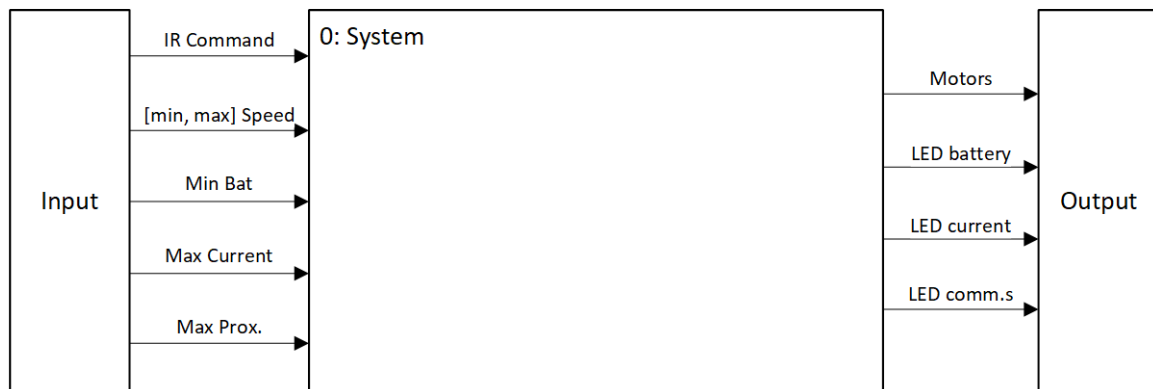 Input
IR Command
[min, max] Speed
Min Bat
Max Current
Max Prox.
0: System
Motors
LED battery
LED current
LED comm.s
Output